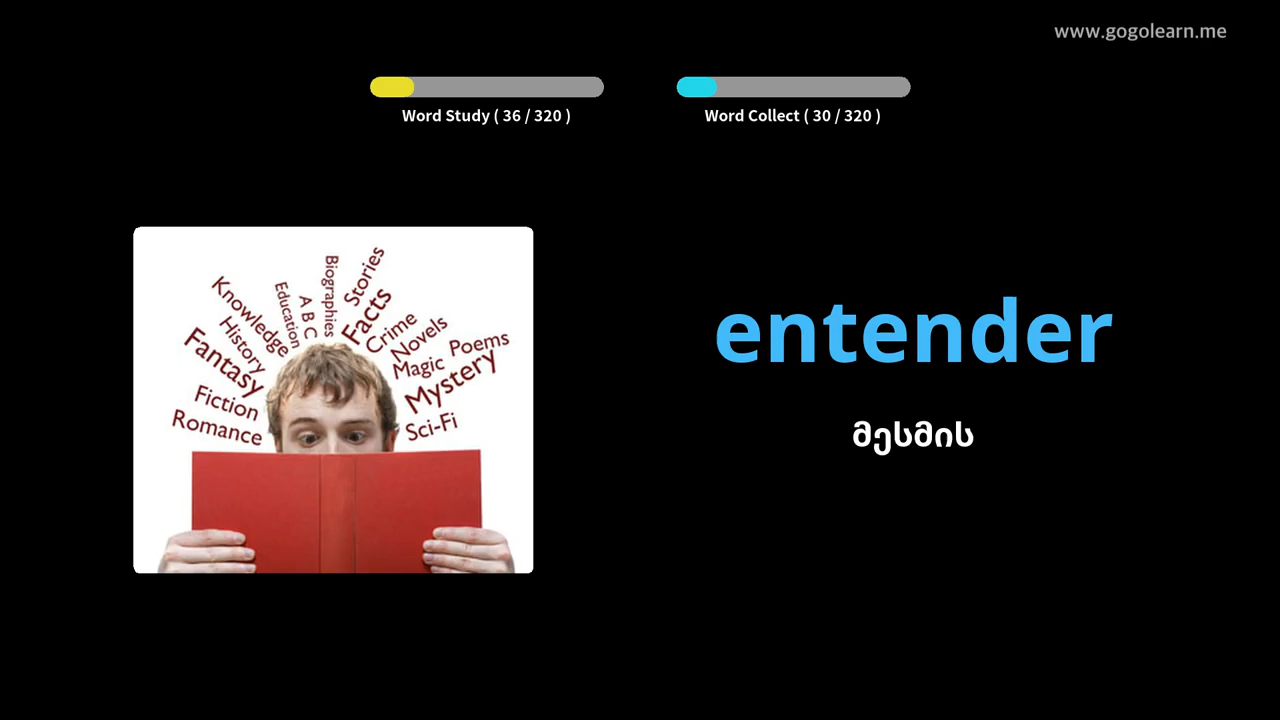 www.gogolearn.me
Word Study ( 36 / 320 )
Word Collect ( 30 / 320 )
Biographies
Stories
Education
A B C
Facts
Knowledge
Crime
History
Novels
Fantasy
Magic
Poems
Mystery
Fiction
Romance
Sci-Fi
entender
მესმის